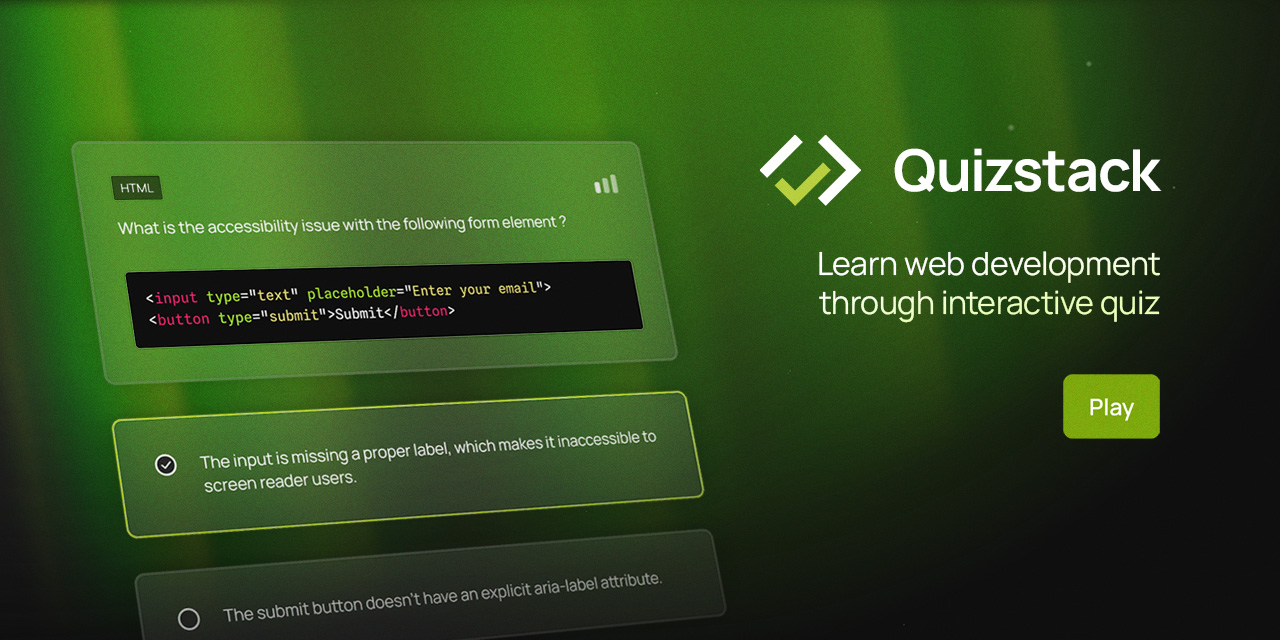 HTML
What is the accessibility issue with the following form element ?
<input type="text" placeholder="Enter your email">
<button type="submit">Submit</button>
The input is missing a proper label, which makes it inaccessible to
screen reader users.
The submit button doesn't have an explicit aria-label attribute.
Quizstack
Learn web development
through interactive quiz
Play